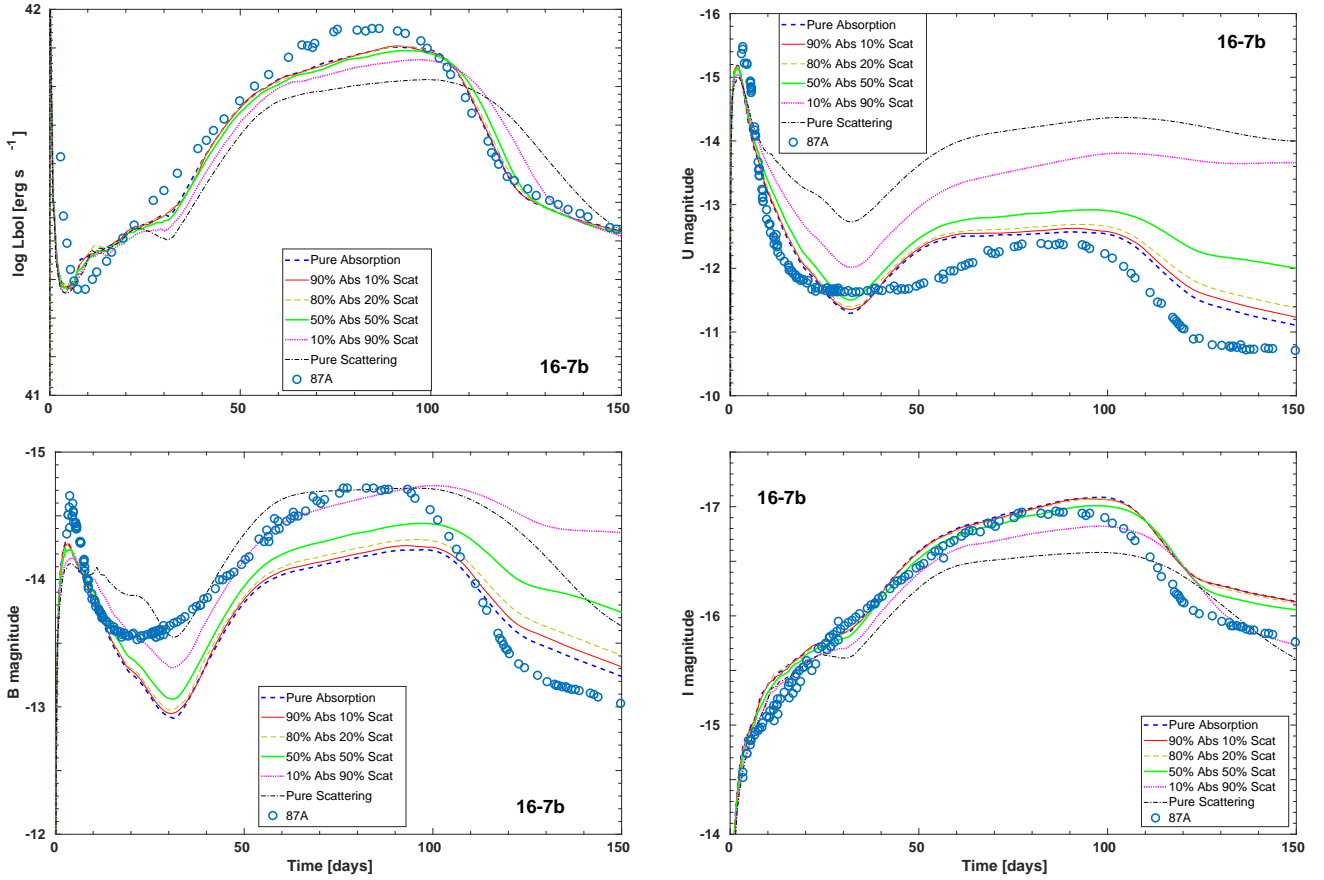 42
41
0
50
100
150
log Lbol [erg s
-1
]
Pure Absorption
90% Abs 10% Scat
80% Abs 20% Scat
50% Abs 50% Scat
10% Abs 90% Scat
Pure Scattering
87A
16-7b
-16
-15
-14
-13
-12
-11
-10
0
50
100
150
U magnitude
Pure Absorption
90% Abs 10% Scat
80% Abs 20% Scat
50% Abs 50% Scat
10% Abs 90% Scat
Pure Scattering
87A
16-7b
-15
-14
-13
-12
0
50
100
150
B magnitude
Time [days]
Pure Absorption
90% Abs 10% Scat
80% Abs 20% Scat
50% Abs 50% Scat
10% Abs 90% Scat
Pure Scattering
87A
16-7b
-17
-16
-15
-14
0
50
100
150
I magnitude
Time [days]
16-7b
Pure Absorption
90% Abs 10% Scat
80% Abs 20% Scat
50% Abs 50% Scat
10% Abs 90% Scat
Pure Scattering
87A